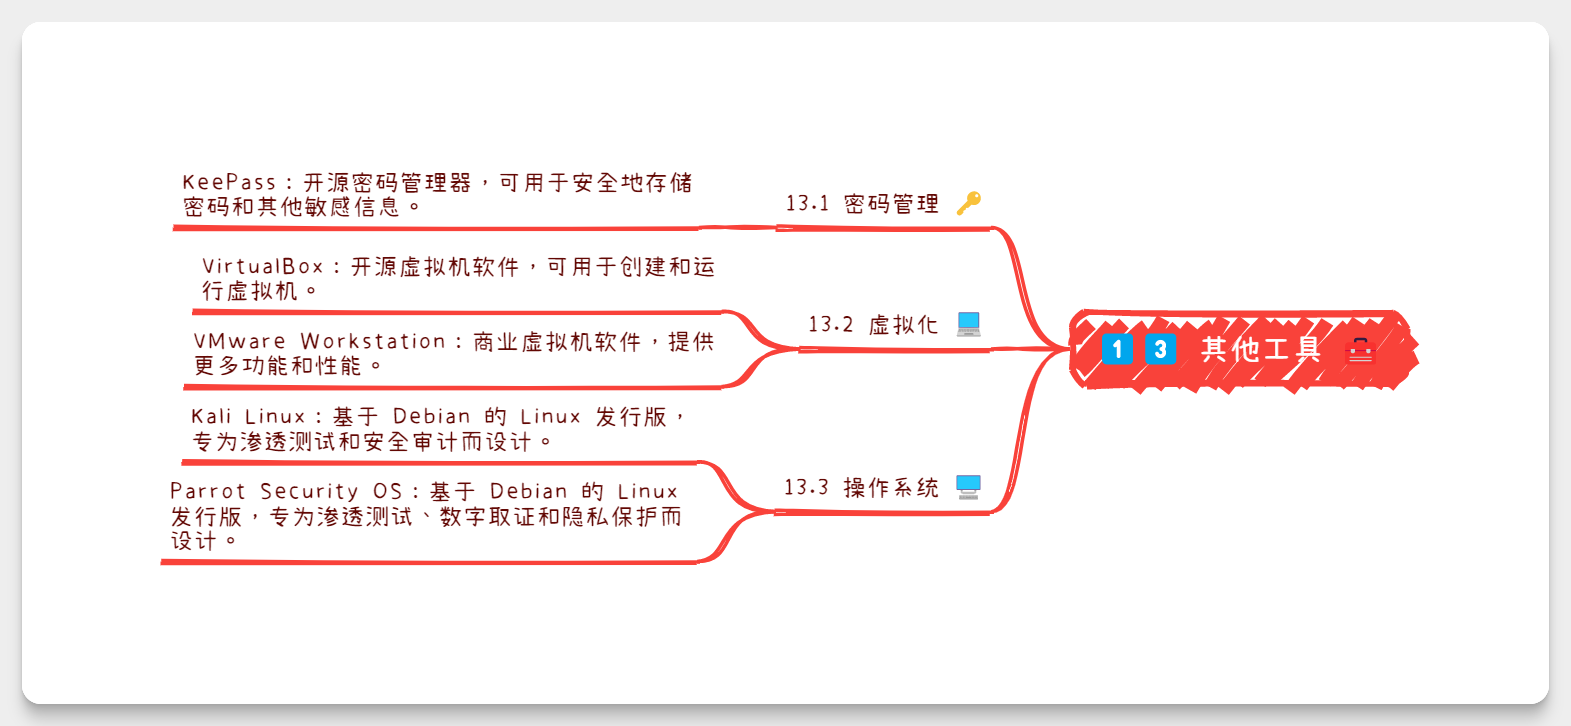 KeePass：开源密码管理器，可用于安全地存储
密码和其他敏感信息。
13.1 密码管理 🔑
VirtualBox：开源虚拟机软件，可用于创建和运
行虚拟机。
VMware Workstation：商业虚拟机软件，提供
更多功能和性能。
13.2 虚拟化 💻
Kali Linux：基于 Debian 的 Linux 发行版，
专为渗透测试和安全审计而设计。
Parrot Security OS：基于 Debian 的 Linux
发行版，专为渗透测试、数字取证和隐私保护而
设计。
13.3 操作系统 🖥️
1️⃣3️⃣ 其他工具 🧰